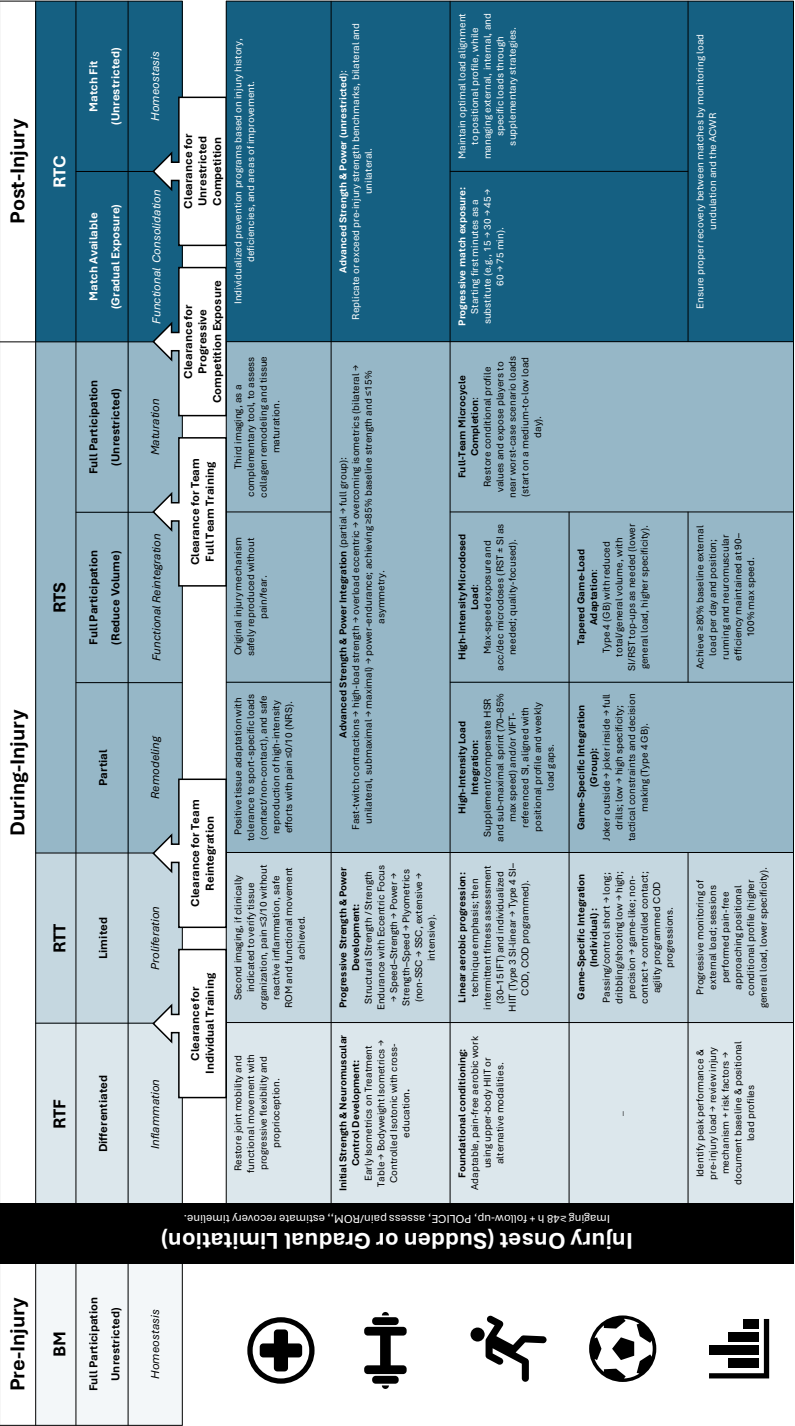 Pre-Injury
During-Injury
Post-Injury
BM
RTF
RTT
RTS
RTC
Full Participation
Unrestricted)
Differentiated
Limited
Partial
Full Participation
(Reduce Volume)
Full Participation
(Unrestricted)
Match Available
(Gradual Exposure)
Match Fit
(Unrestricted)
Homeostasis
Inflammation
Proliferation
Remodeling
Functional Reintegration
Maturation
Functional Consolidation
Homeostasis
Clearance for
Individual Training
Clearance for Team
Reintegration
Clearance for Team
Full Team Training
Clearance for
Progressive
Competition Exposure
Clearance for
Unrestricted
Competition
Injury Onset (Sudden or Gradual Limitation)
Imaging ≥48 h + follow-up, POLICE, assess pain/ROM,, estimate recovery timeline.
Restore joint mobility and
functional movement with
progressive flexibility and
proprioception.
Second imaging, if clinically
indicated to verify tissue
organization, pain ≤3/10 without
reactive inflammation, safe
ROM and functional movement
achieved.
Positive tissue adaptation with
tolerance to sport-specific loads
(contact/non-contact), and safe
reproduction of high-intensity
efforts with pain ≤0/10 (NRS).
Original injury mechanism
safely reproduced without
pain/fear.
Third imaging, as a
complementary tool, to assess
collagen remodeling and tissue
maturation.
Individualized prevention programs based on injury history,
deficiencies, and areas of improvement.
Initial Strength & Neuromuscular
Control Development:
Early Isometrics on Treatment
Table → Bodyweight Isometrics →
Controlled Isotonic with cross-
education.
Progressive Strength & Power
Development:
Structural Strength / Strength
Endurance with Eccentric Focus
→ Speed–Strength → Power →
Strength–Speed → Plyometrics
(non-SSC → SSC, extensive →
intensive).
Advanced Strength & Power Integration (partial → full group):
Fast-twitch contractions → high-load strength → overload eccentric → overcoming isometrics (bilateral →
unilateral, submaximal → maximal) → power-endurance; achieving ≥85% baseline strength and ≤15%
asymmetry.
Advanced Strength & Power (unrestricted):
Replicate or exceed pre-injury strength benchmarks, bilateral and
unilateral.
Foundational conditioning:
Adaptable, pain-free aerobic work
using upper-body HIIT or
alternative modalities.
Linear aerobic progression:
technique emphasis; then
intermittent fitness assessment
(30–15 IFT) and individualized
HIIT (Type 3 SI-linear → Type 4 SI–
COD, COD programmed).
High-Intensity Load
Integration:
Supplement/compensate HSR
and sub-maximal sprint (70–85%
max speed) and/or VIFT-
referenced SI, aligned with
positional profile and weekly
load gaps.
High-Intensity Microdosed
Load:
Max-speed exposure and
acc/dec microdoses (RST ± SI as
needed; quality-focused).
Full-Team Microcycle
Completion:
Restore conditional profile
values and expose players to
near worst-case scenario loads
(start on a medium-to-low load
day).
Progressive match exposure:
Starting first minutes as a
substitute (e.g., 15 → 30 → 45 →
60 → 75 min).
Maintain optimal load alignment
to positional profile, while
managing external, internal, and
specific loads through
supplementary strategies.
–
Game-Specific Integration
(Individual):
Passing/control short → long;
dribbling/shooting low → high;
precision → game-like; non-
contact → controlled contact;
agility programmed COD
progressions.
Game-Specific Integration
(Group):
Joker outside → joker inside → full
drills; low → high specificity;
tactical constraints and decision
making (Type 4 GB).
Tapered Game-Load
Adaptation:
Type 4 (GB) with reduced
total/general volume, with
SI/RST top-ups as needed (lower
general load, higher specificity).
Identify peak performance &
pre-injury load → review injury
mechanism + risk factors →
document baseline & positional
load profiles
Progressive monitoring of
external load; sessions
performed pain-free
approaching positional
conditional profile (higher
general load, lower specificity).
Achieve ≥80% baseline external
load per day and position;
running and neuromuscular
efficiency maintained at 90–
100% max speed.
Ensure proper recovery between matches by monitoring load
undulation and the ACWR